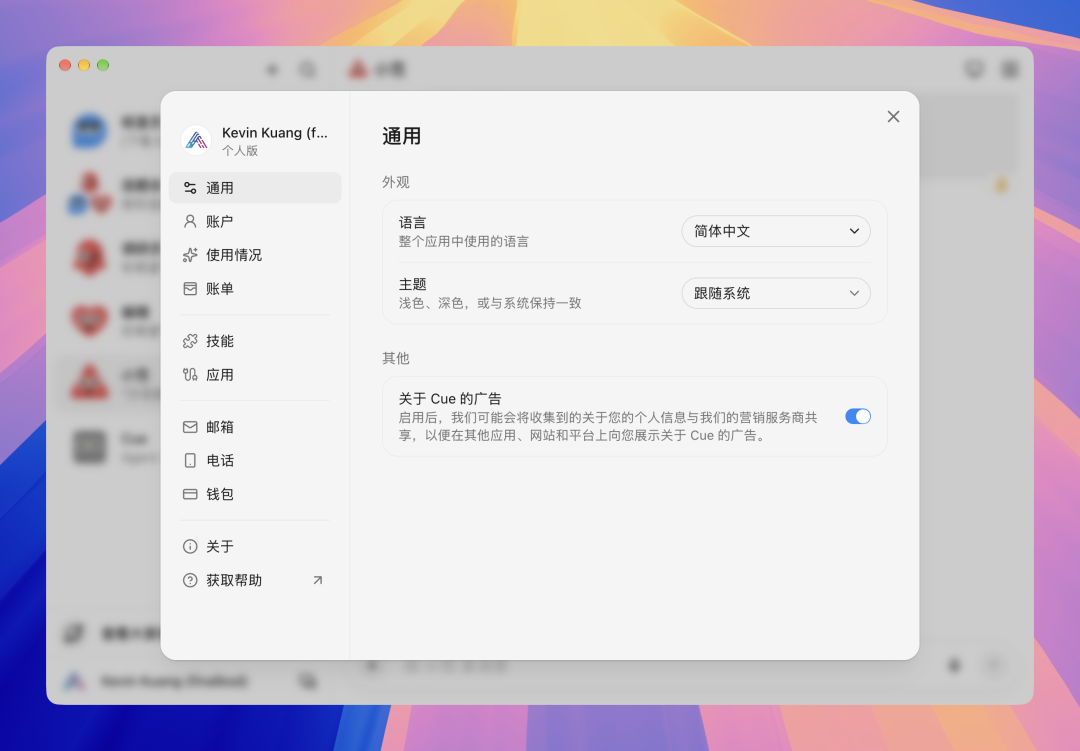 小莓
Kevin Kuang (f...
个人版
通用
账户
使用情况
账单
技能
应用
邮箱
电话
钱包
关于
获取帮助
通用
外观
语言
整个应用中使用的语言
简体中文
主题
浅色、深色，或与系统保持一致
跟随系统
其他
关于 Cue 的广告
启用后，我们可能会将收集到的关于您的个人信息与我们的营销服务商共
享，以便在其他应用、网站和平台上向您展示关于 Cue 的广告。
Cue